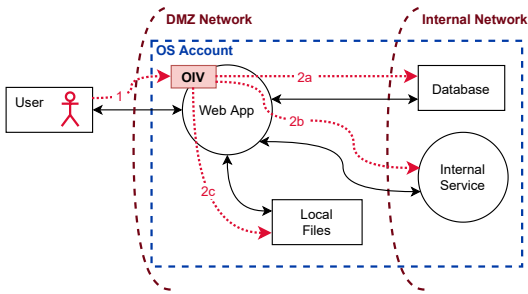 DMZ Network
Internal Network
OS Account
User
1
OIV
Web App
2a
2b
2c
Database
Internal
Service
Local
Files